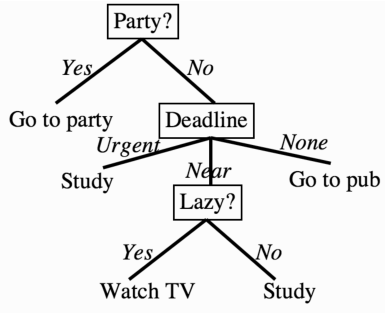 Party?
Yes No
Go to party Deadline
Urgent Near None
Study Go to pub
Lazy?
Yes No
Watch TV Study